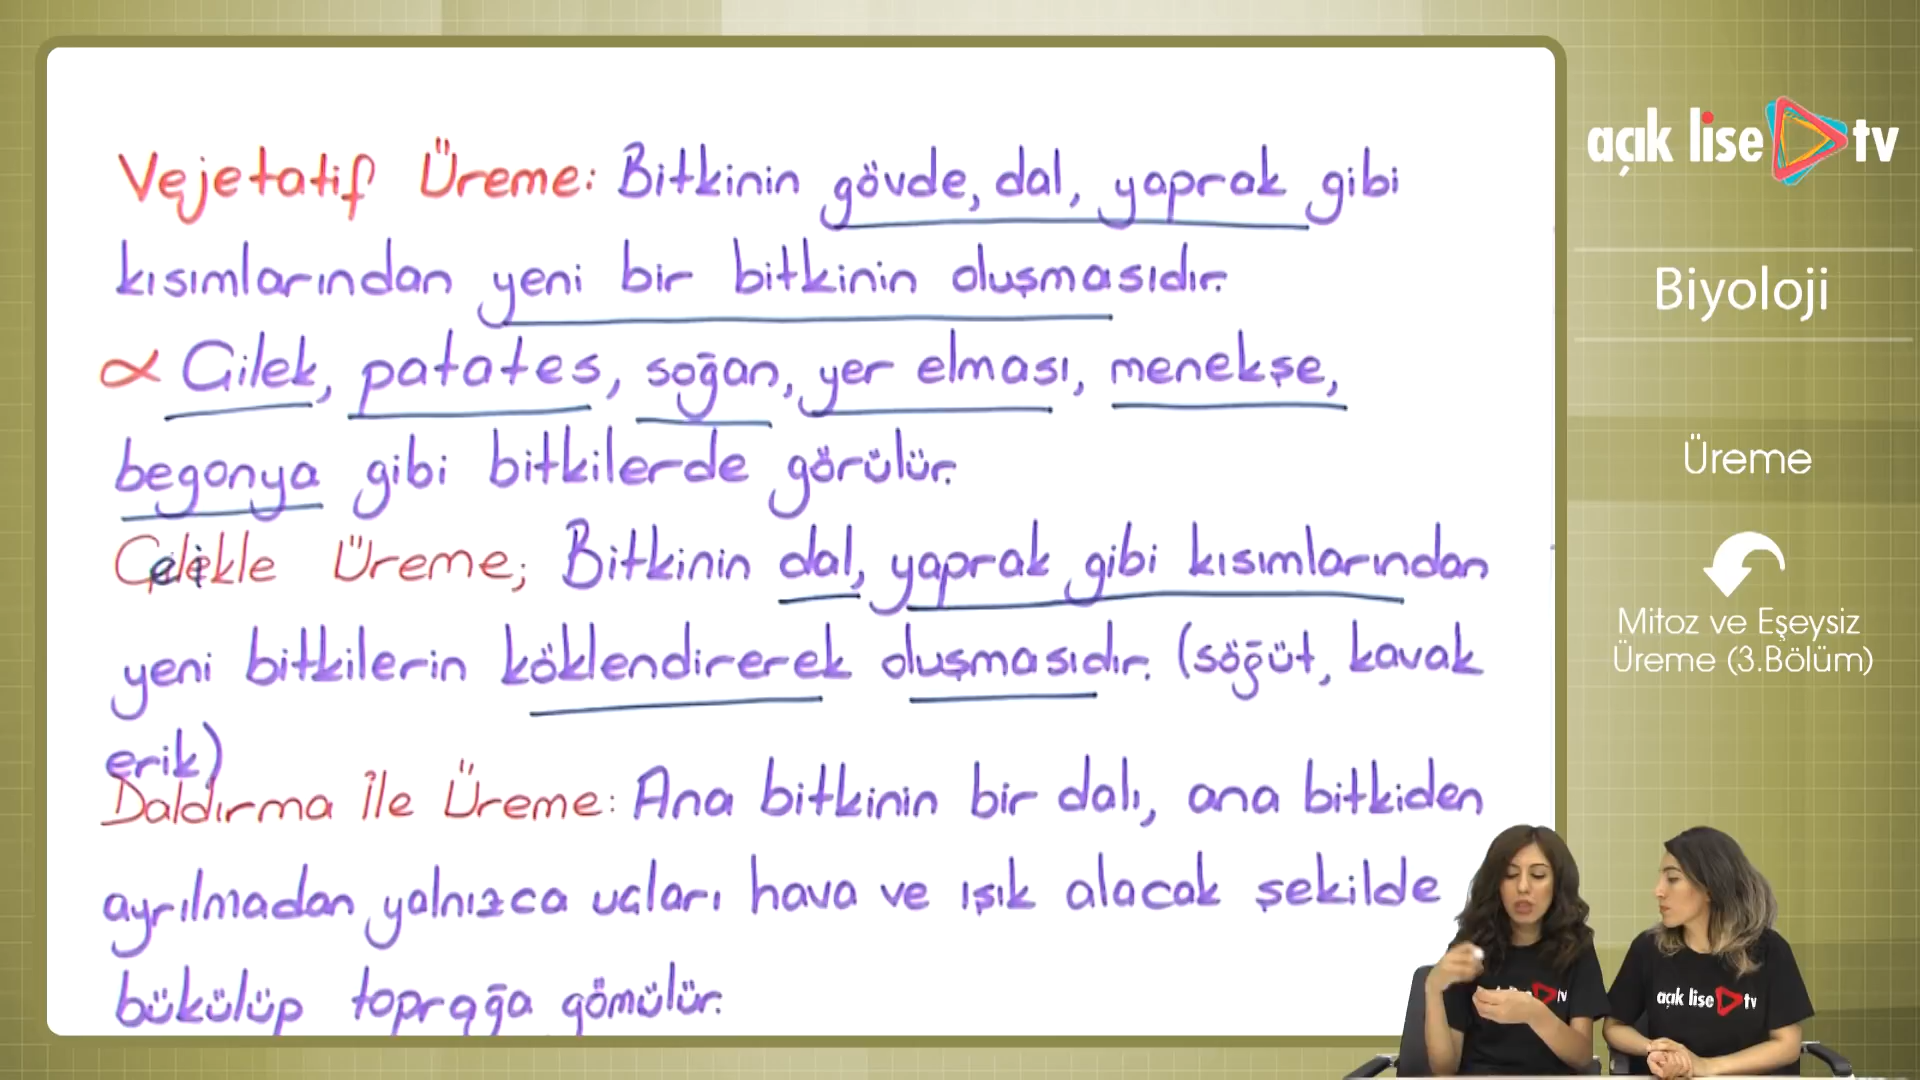 Vejetatif Üreme: Bitkinin gövde, dal, yaprak gibi
kısımlarından yeni bir bitkinin oluşmasıdır.
∝ Çilek, patates, soğan, yer elması, menekşe,
begonya gibi bitkilerde görülür.
Çelikle Üreme; Bitkinin dal, yaprak gibi kısımlarından
yeni bitkilerin köklendirerek oluşmasıdır. (söğüt, kavak
erik)
Daldırma İle Üreme: Ana bitkinin bir dalı, ana bitkiden
ayrılmadan yalnızca uçları hava ve ışık alacak şekilde
bükülüp toprağa gömülür.
açık lise tv
Biyoloji
Üreme
Mitoz ve Eşeysiz
Üreme (3.Bölüm)
açık lise tv